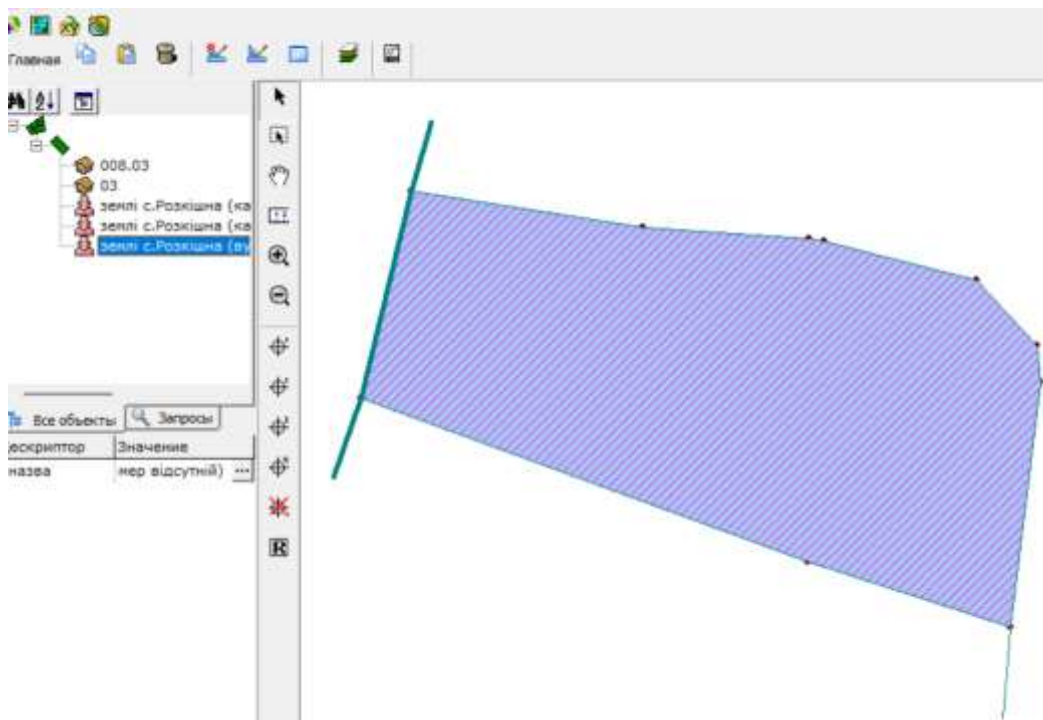 Главная
008.03
03
землі с.Розкішна (ка
землі с.Розкішна (ка
землі с.Розкішна (ву
Все объекты Запросы
ескриптор Значение
назва мер відсутній) ...
R